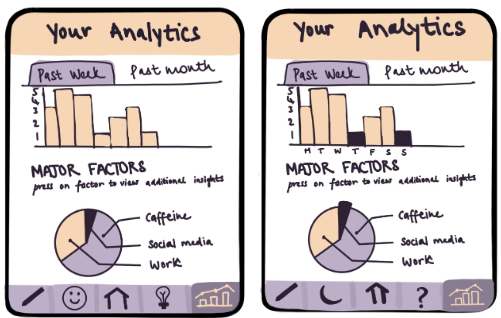 Your Analytics
Past Week
Past month
5
4
3
2
1
MAJOR FACTORS
press on factor to view additional insights
Caffeine
Social media
Work
Your Analytics
Past Week
Past month
5
4
3
2
1
M T W T F S S
MAJOR FACTORS
press on factor to view additional insights
Caffeine
Social media
Work
?